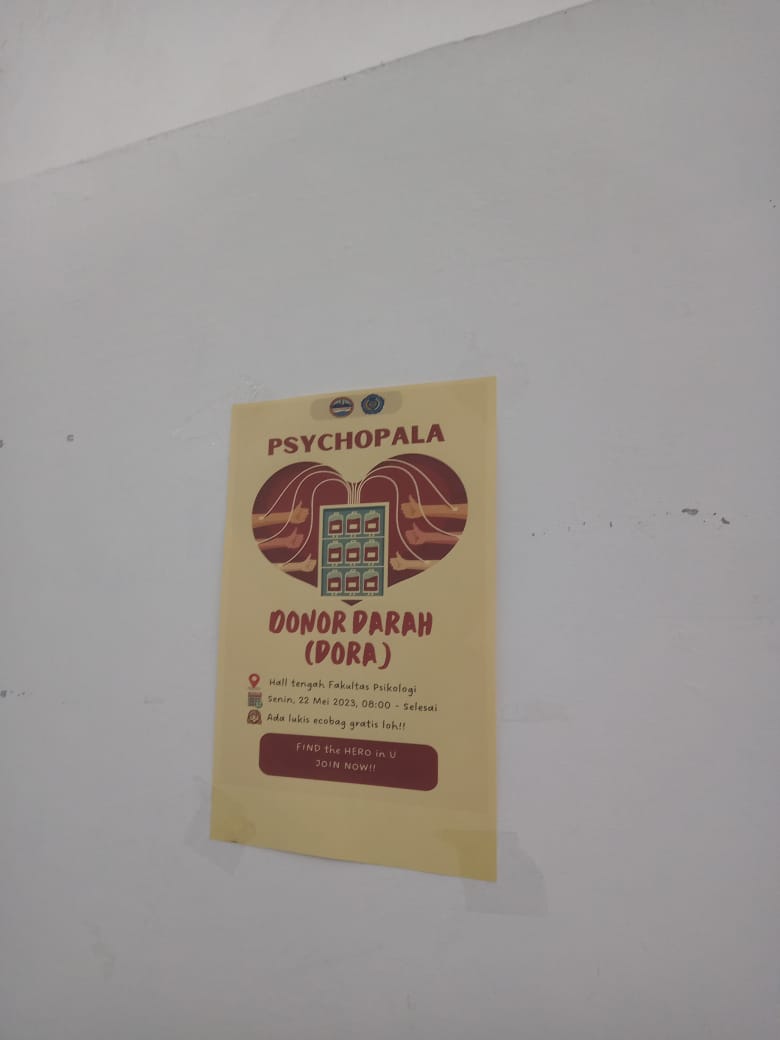 PSYCHOPALA
DONOR DARAH
(DORA)
Hall tengah Fakultas Psikologi
Senin, 22 Mei 2023, 08:00 - Selesai
Ada lukis ecobag gratis loh!!
FIND the HERO in U
JOIN NOW!!